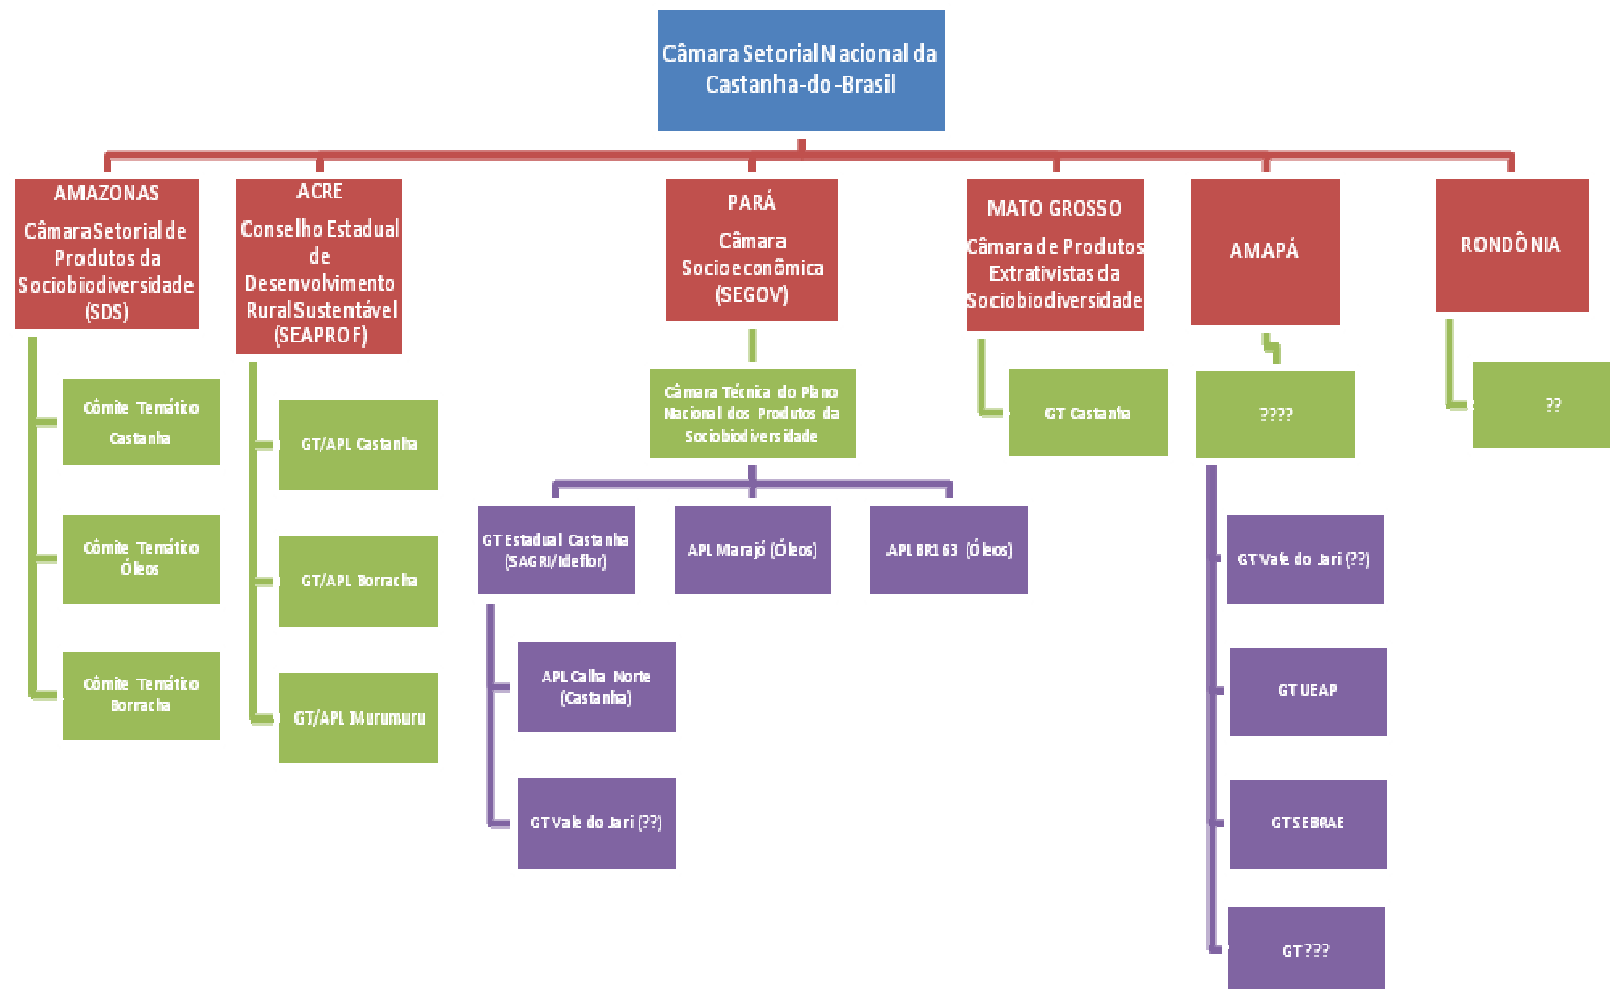 Câmara Setorial Nacional da
Castanha-do-Brasil
AMAZONAS
Câmara Setorial de
Produtos da
Sociobiodiversidade
(SDS)
ACRE
Conselho Estadual
de
Desenvolvimento
Rural Sustentável
(SEAPROF)
PARÁ
Câmara
Socioeconômica
(SEGOV)
MATO GROSSO
Câmara de Produtos
Extrativistas da
Sociobiodiversidade
AMAPÁ
RONDÔNIA
Cômite Temático
Castanha
Cômite Temático
Óleos
Cômite Temático
Borracha
GT/APL Castanha
GT/APL Borracha
GT/APL Murumuru
Câmara Técnica do Plano
Nacional dos Produtos da
Sociobiodiversidade
GT Estadual Castanha
(SAGRI/Ideflor)
APL Marajó (Óleos)
APL BR163 (Óleos)
APL Calha Norte
(Castanha)
GT Vale do Jari (??)
GT Castanha
????
GT Vale do Jari (??)
GT UEAP
GT SEBRAE
GT ???
??